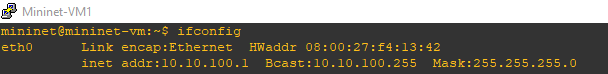 Mininet-VM1
mininet@mininet-vm:~$ ifconfig
eth0      Link encap:Ethernet  HWaddr 08:00:27:f4:13:42
          inet addr:10.10.100.1  Bcast:10.10.100.255  Mask:255.255.255.0